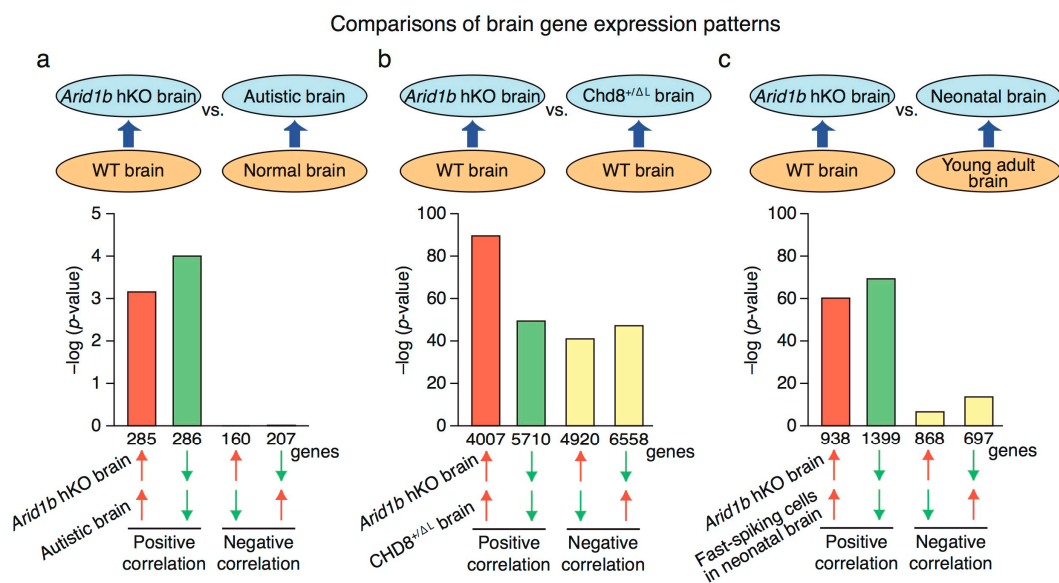 Comparisons of brain gene expression patterns
a
Arid1b hKO brain
vs.
Autistic brain
WT brain
Normal brain
–log (p-value)
5
4
3
2
1
0
285
286
160
207
genes
Arid1b hKO brain
Autistic brain
Positive
correlation
Negative
correlation
b
Arid1b hKO brain
vs.
Chd8+/ΔL brain
WT brain
WT brain
–log (p-value)
100
80
60
40
20
0
4007
5710
4920
6558
genes
Arid1b hKO brain
CHD8+/ΔL brain
Positive
correlation
Negative
correlation
c
Arid1b hKO brain
vs.
Neonatal brain
WT brain
Young adult
brain
–log (p-value)
100
80
60
40
20
0
938
1399
868
697
genes
Arid1b hKO brain
Fast-spiking cells
in neonatal brain
Positive
correlation
Negative
correlation